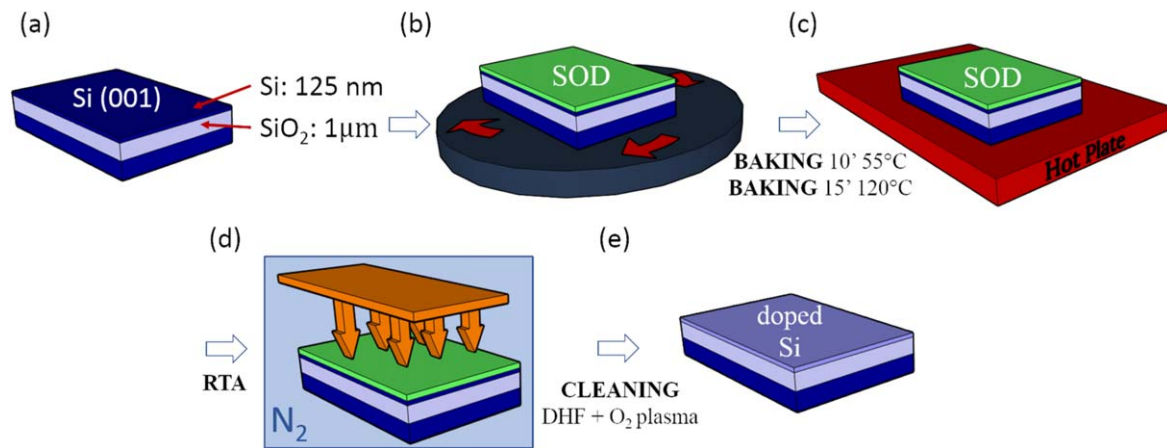 (a)
Si (001)
Si: 125 nm
SiO₂: 1μm
(b)
SOD
(c)
SOD
Hot Plate
BAKING 10' 55°C
BAKING 15' 120°C
(d)
RTA
N₂
(e)
CLEANING
DHF + O₂ plasma
doped
Si